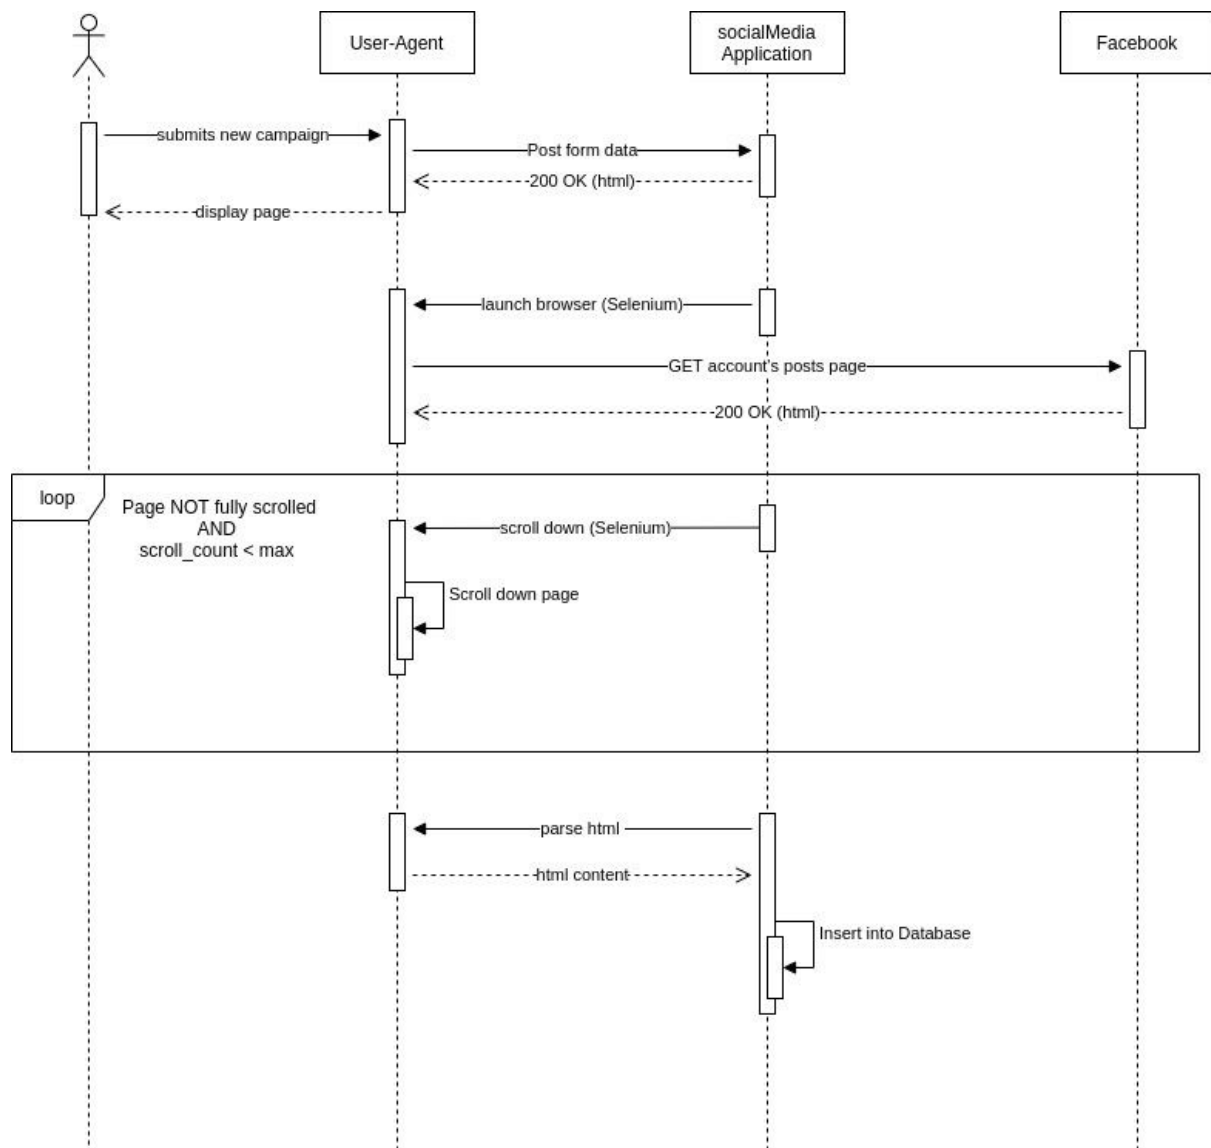 User-Agent
socialMedia
Application
Facebook
submits new campaign
Post form data
200 OK (html)
display page
launch browser (Selenium)
GET account's posts page
200 OK (html)
loop
Page NOT fully scrolled
AND
scroll_count < max
scroll down (Selenium)
Scroll down page
parse html
html content
Insert into Database